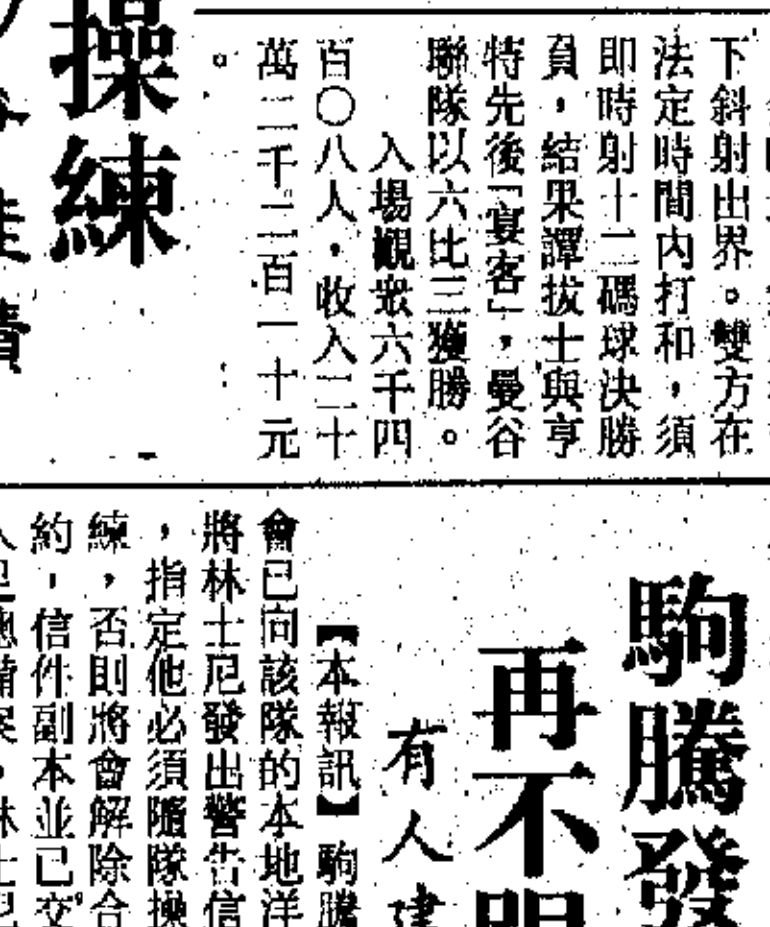 下斜射出界。雙方在
法定時間內打和，須
即時射十二碼球決勝
負，結果譚拔士與亨
特先後「宴客」，曼谷
聯隊以六比三獲勝。
入場觀眾六千四
百〇八人，收入二十
萬二千二百一十元
。
操練
駒騰發
再不
有人建
【本報訊】駒騰
會已向該隊的本地洋
將林士尼發出警告信
，指定他必須隨隊操
練，否則將會解除合
約，信件副本並已交